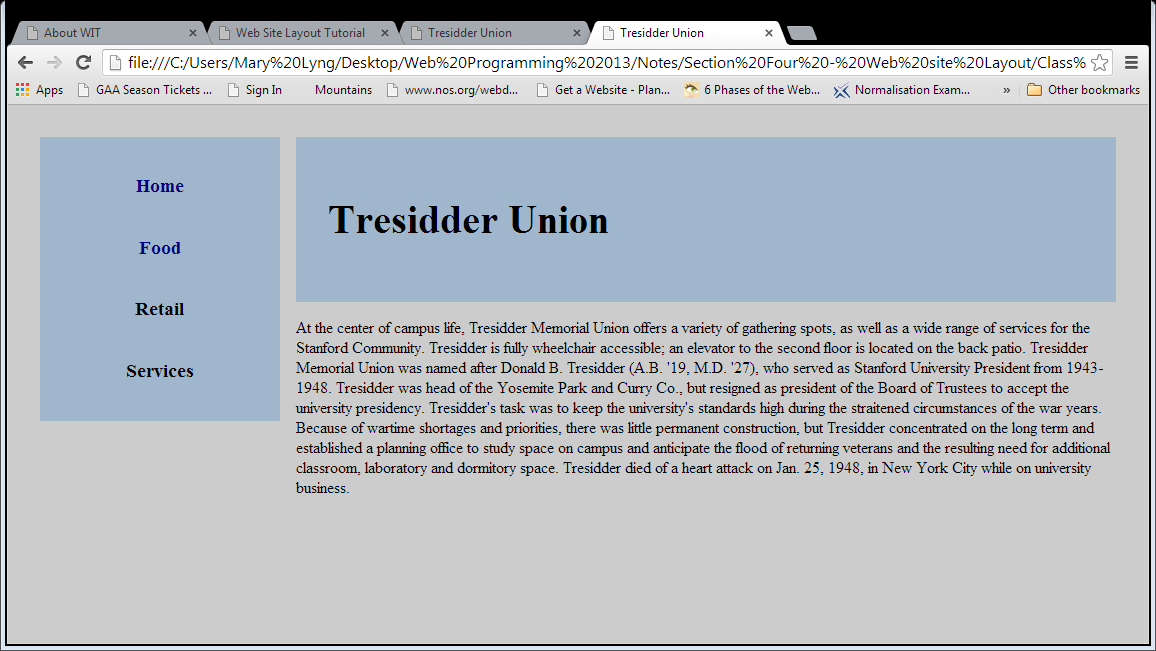 About WIT
Web Site Layout Tutorial
Tresidder Union
Tresidder Union
file:///C:/Users/Mary%20Lyng/Desktop/Web%20Programming%202013/Notes/Section%20Four%20-%20Web%20site%20Layout/Class%
Apps
GAA Season Tickets ...
Sign In
Mountains
www.nos.org/webd...
Get a Website - Plan...
6 Phases of the Web...
Normalisation Exam...
»
Other bookmarks
Home
Food
Retail
Services
Tresidder Union
At the center of campus life, Tresidder Memorial Union offers a variety of gathering spots, as well as a wide range of services for the
Stanford Community. Tresidder is fully wheelchair accessible; an elevator to the second floor is located on the back patio. Tresidder
Memorial Union was named after Donald B. Tresidder (A.B. '19, M.D. '27), who served as Stanford University President from 1943-
1948. Tresidder was head of the Yosemite Park and Curry Co., but resigned as president of the Board of Trustees to accept the
university presidency. Tresidder's task was to keep the university's standards high during the straitened circumstances of the war years.
Because of wartime shortages and priorities, there was little permanent construction, but Tresidder concentrated on the long term and
established a planning office to study space on campus and anticipate the flood of returning veterans and the resulting need for additional
classroom, laboratory and dormitory space. Tresidder died of a heart attack on Jan. 25, 1948, in New York City while on university
business.